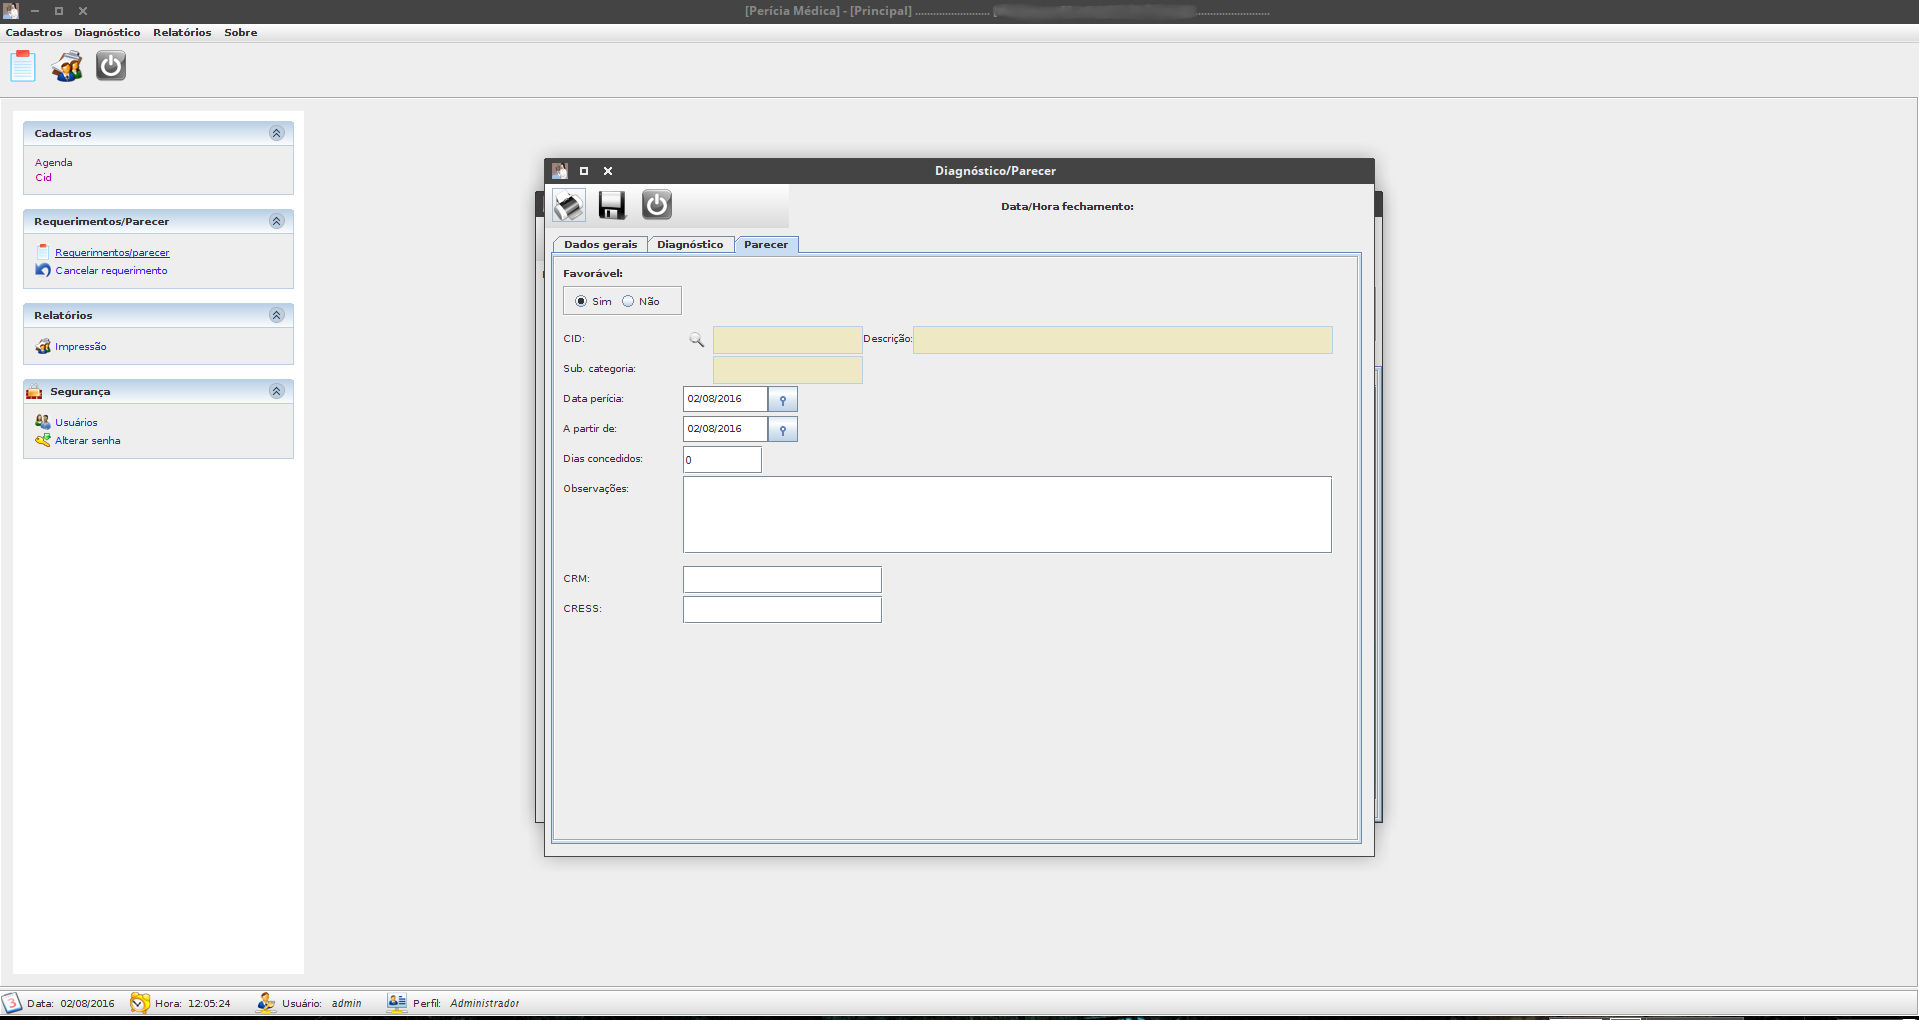 [Perícia Médica] - [Principal] ......................... [.........................
Cadastros Diagnóstico Relatórios Sobre
Cadastros
Agenda
Cid
Requerimentos/Parecer
Requerimentos/parecer
Cancelar requerimento
Relatórios
Impressão
Segurança
Usuários
Alterar senha
Diagnóstico/Parecer
Data/Hora fechamento:
Dados gerais Diagnóstico Parecer
Favorável:
Sim Não
CID: Descrição:
Sub. categoria:
Data perícia: 02/08/2016
A partir de: 02/08/2016
Dias concedidos: 0
Observações:
CRM:
CRESS:
3 Data: 02/08/2016 Hora: 12:05:24 Usuário: admin Perfil: Administrador